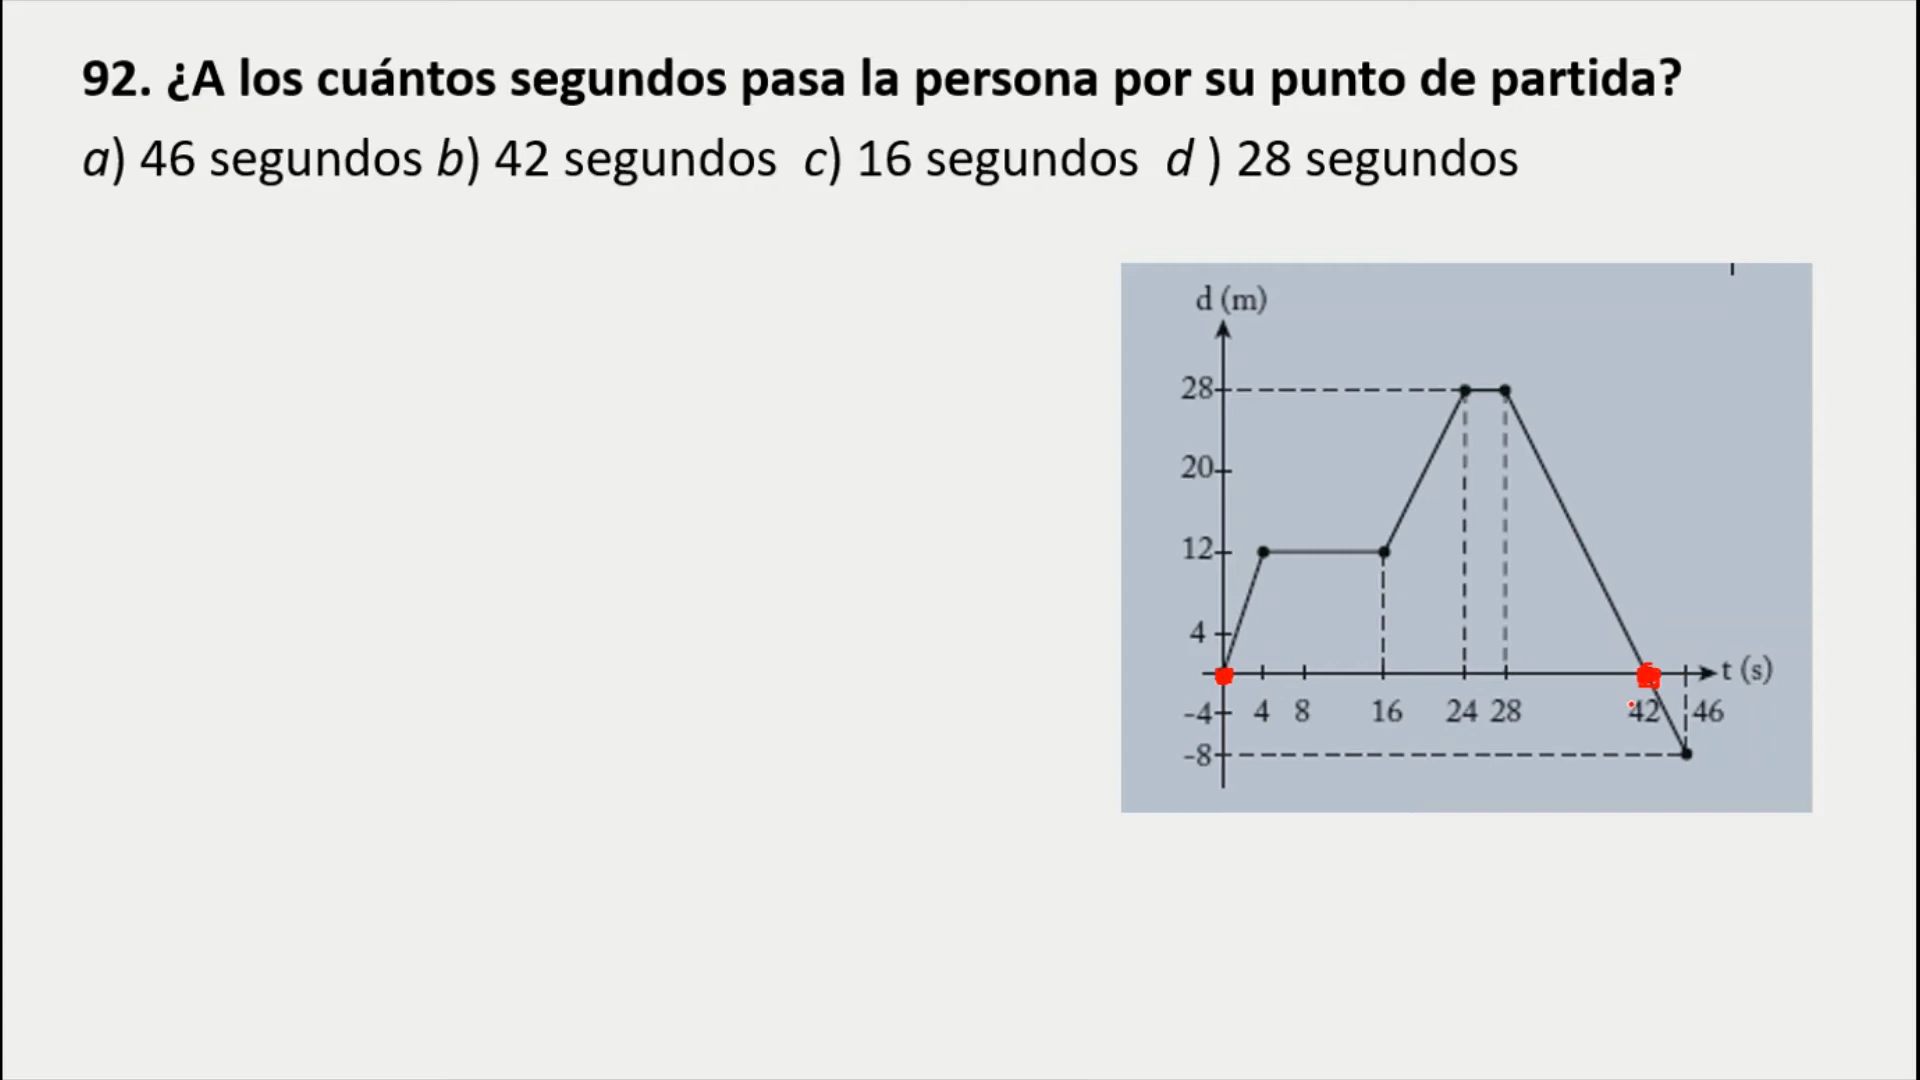 92. ¿A los cuántos segundos pasa la persona por su punto de partida?
a) 46 segundos b) 42 segundos c) 16 segundos d ) 28 segundos
d (m)
28
20
12
4
t (s)
-4 4 8 16 24 28 42 46
-8